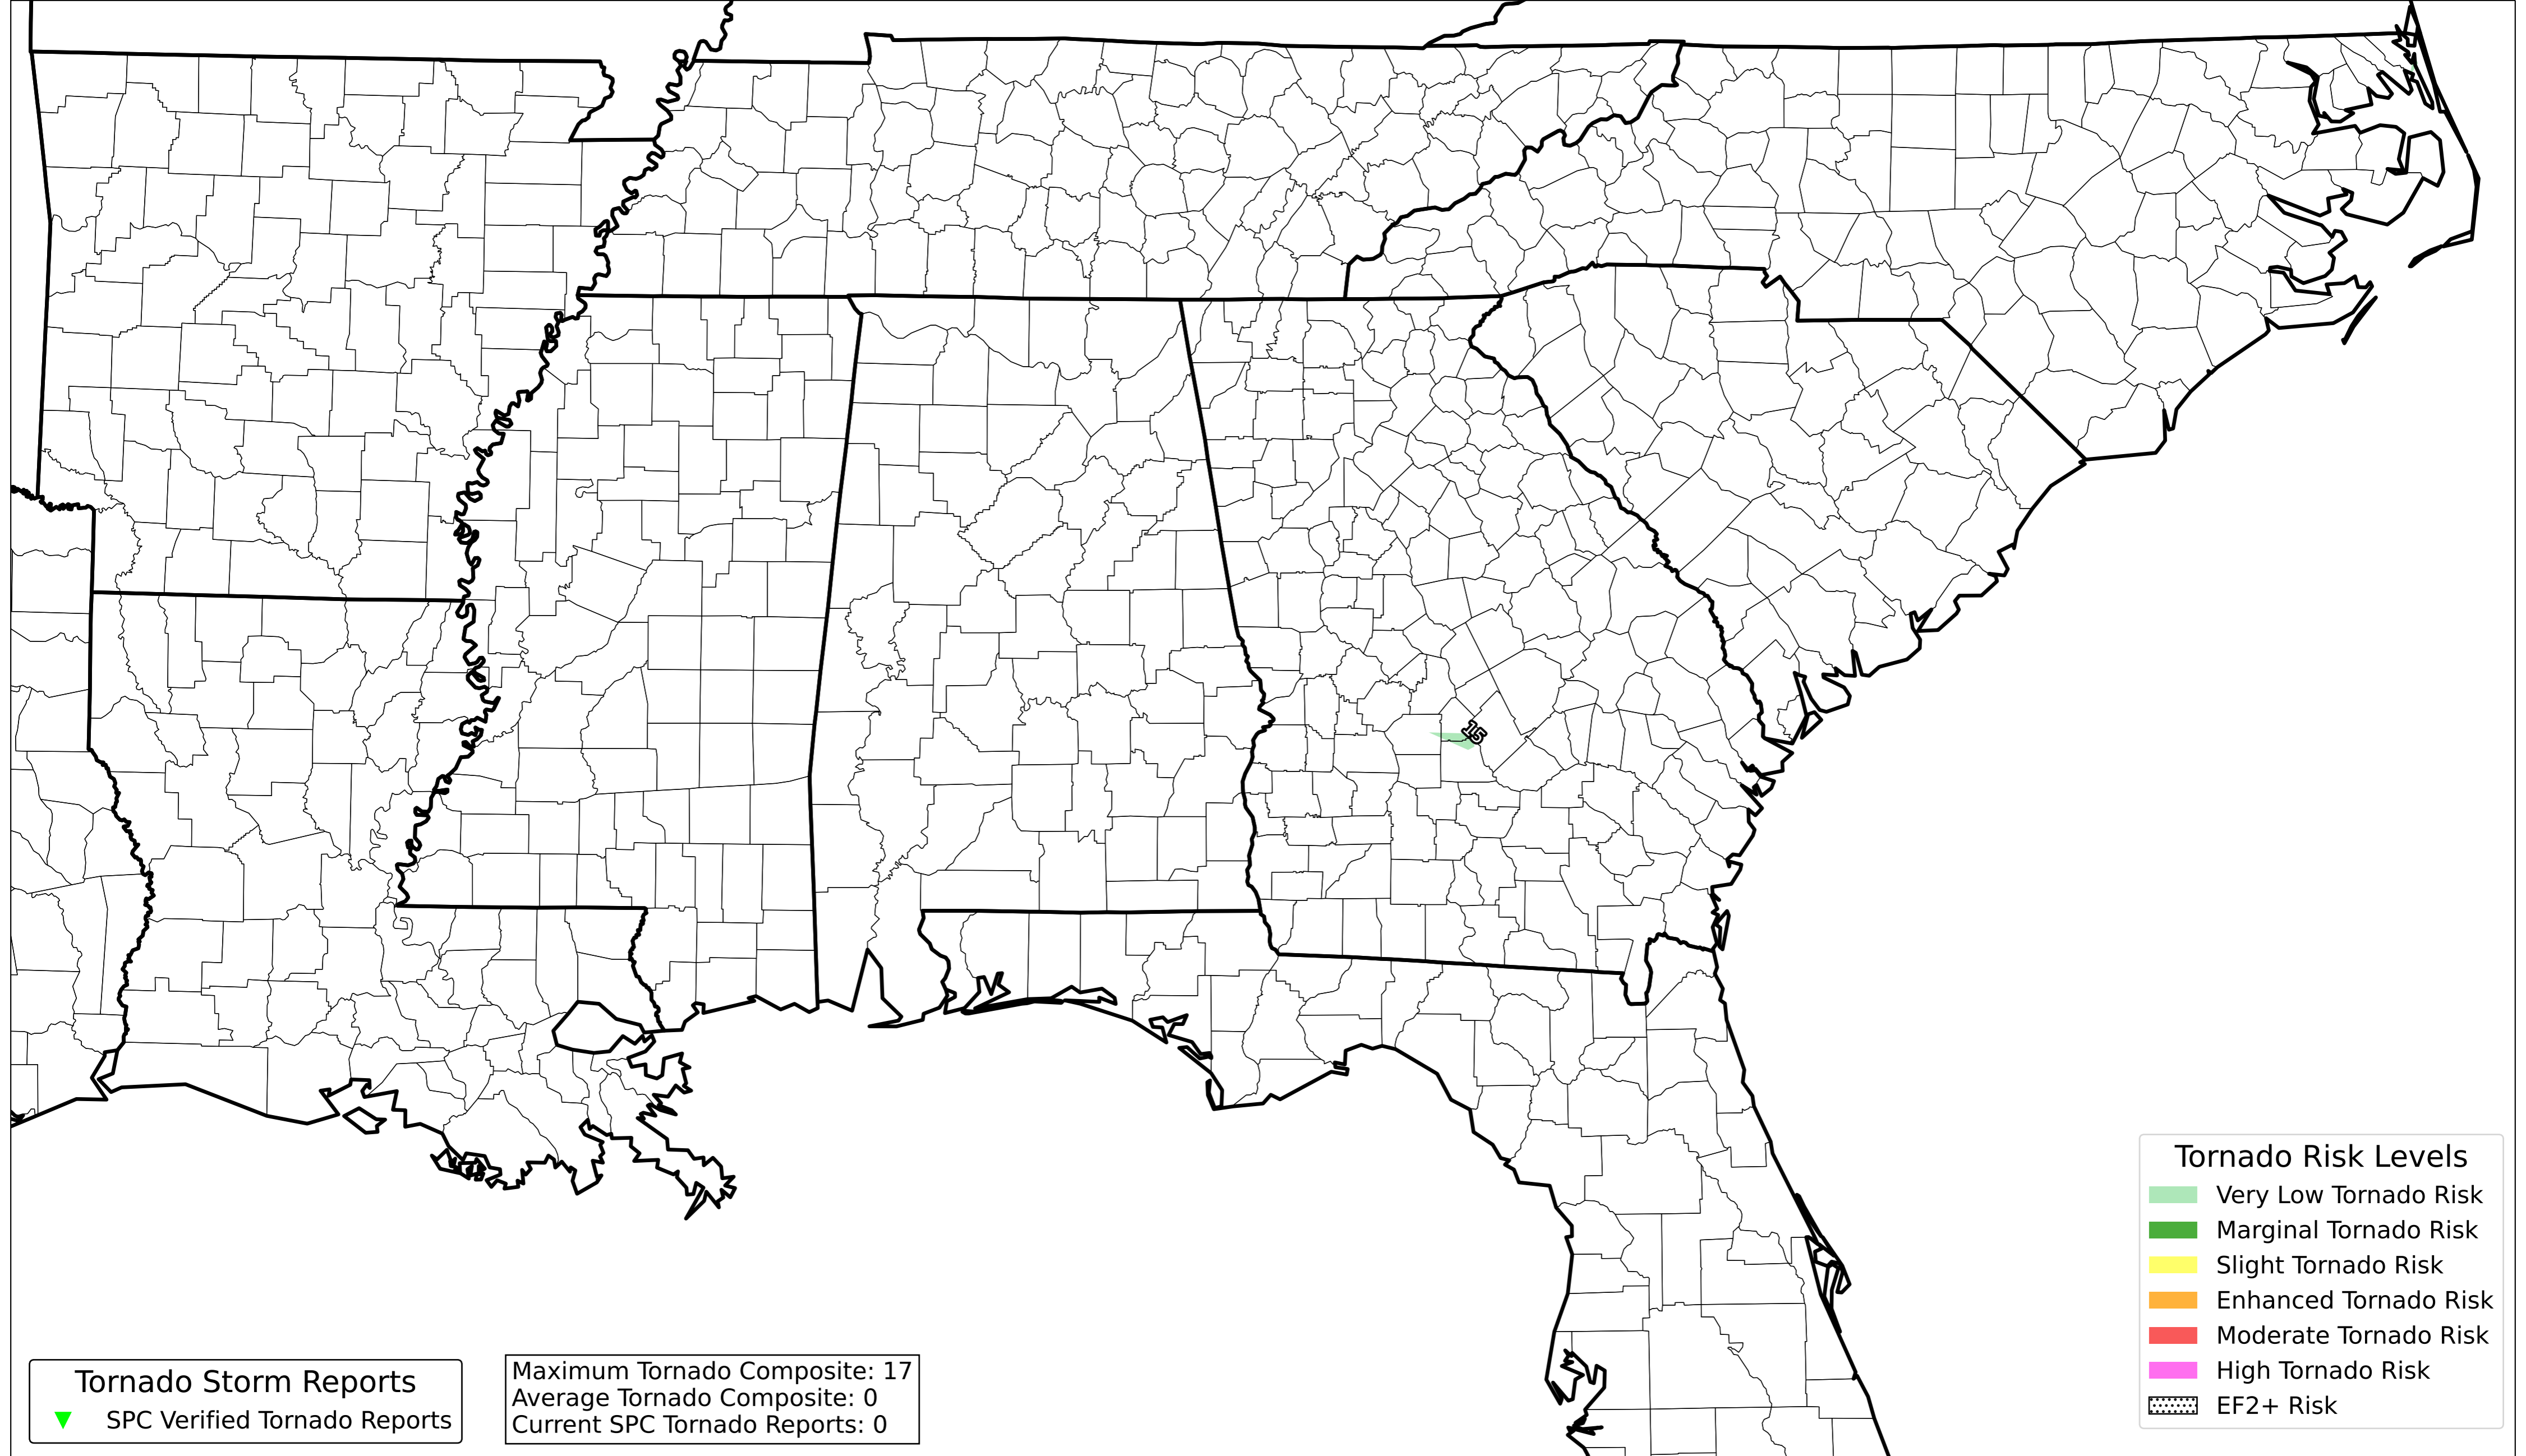 15
Tornado Risk Levels
Very Low Tornado Risk
Marginal Tornado Risk
Slight Tornado Risk
Enhanced Tornado Risk
Moderate Tornado Risk
High Tornado Risk
EF2+ Risk
Tornado Storm Reports
SPC Verified Tornado Reports
Maximum Tornado Composite: 17
Average Tornado Composite: 0
Current SPC Tornado Reports: 0